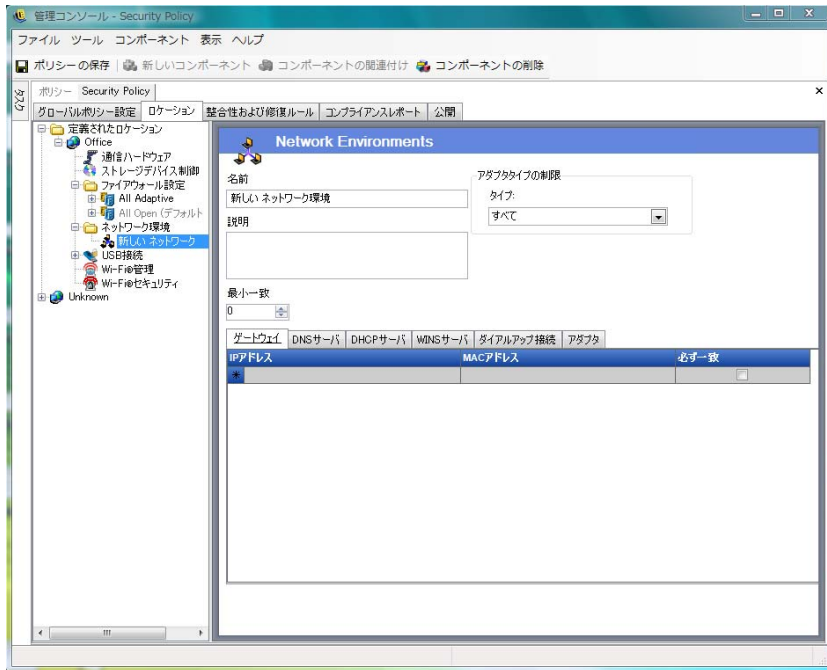 管理コンソール - Security Policy
ファイル ツール コンポーネント 表示 ヘルプ
ポリシーの保存 新しいコンポーネント コンポーネントの関連付け コンポーネントの削除
タスク
ポリシー Security Policy
グローバルポリシー設定 ロケーション 整合性および修復ルール コンプライアンスレポート 公開
定義されたロケーション
Office
通信ハードウェア
ストレージデバイス制御
ファイアウォール設定
All Adaptive
All Open (デフォルト
ネットワーク環境
新しいネットワーク
USB接続
Wi-Fi®管理
Wi-Fi®セキュリティ
Unknown
Network Environments
名前
新しいネットワーク環境
説明
アダプタタイプの制限
タイプ:
すべて
最小一致
0
ゲートウェイ DNSサーバ DHCPサーバ WINSサーバ ダイアルアップ接続 アダプタ
IPアドレス MACアドレス 必ず一致